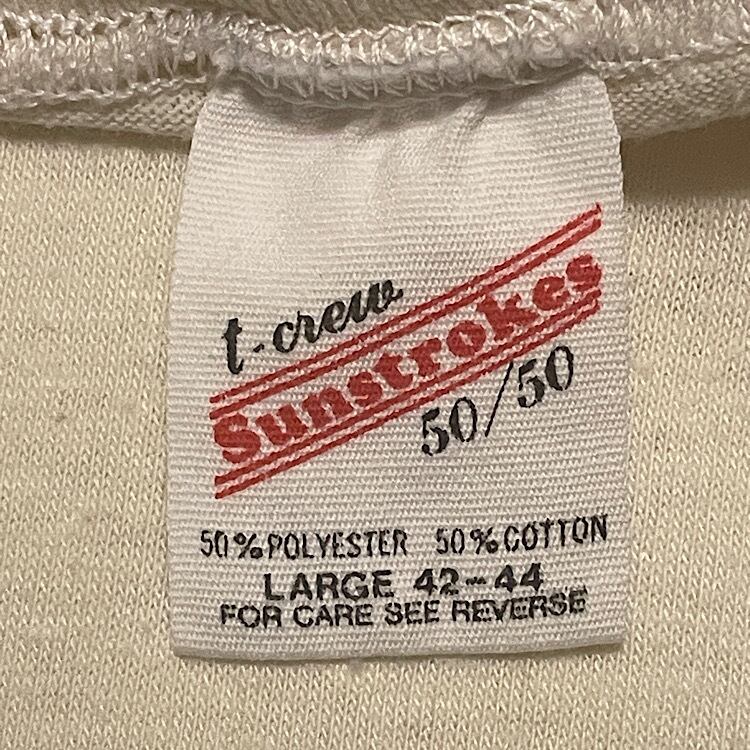 t-crew
Sunstrokes
50/50
50% POLYESTER 50% COTTON
LARGE 42-44
FOR CARE SEE REVERSE